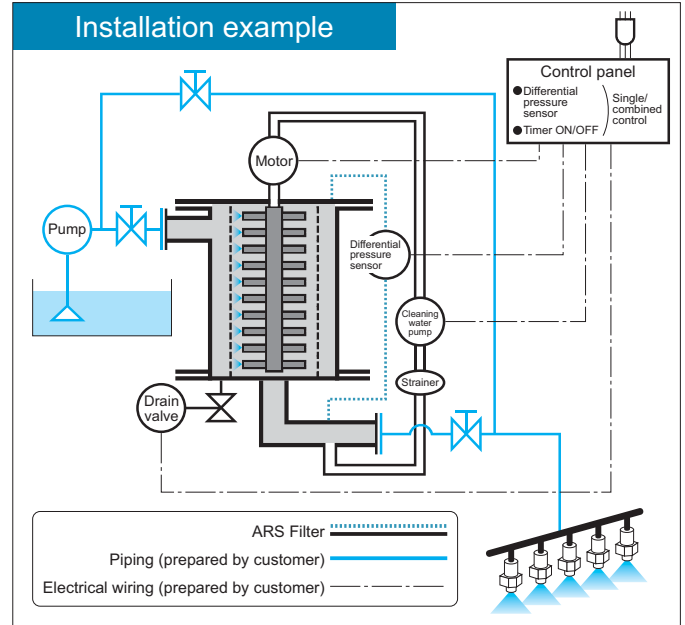 Installation example
Control panel
●Differential
pressure
sensor
●Timer ON/OFF
Single/
combined
control
Motor
Pump
Differential
pressure
sensor
Cleaning
water
pump
Strainer
Drain
valve
ARS Filter
Piping (prepared by customer)
Electrical wiring (prepared by customer)